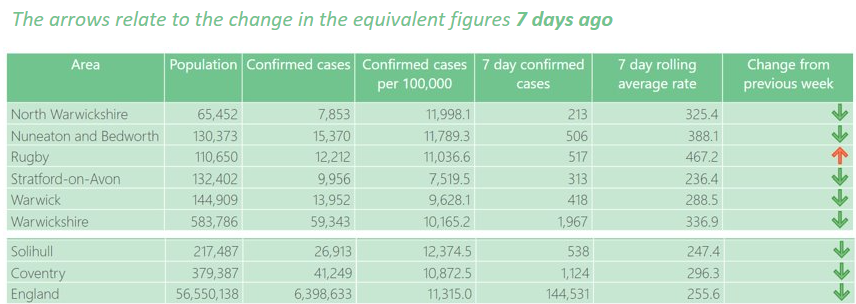 The arrows relate to the change in the equivalent figures 7 days ago
Area Population Confirmed cases Confirmed cases per 100,000 7 day confirmed cases 7 day rolling average rate Change from previous week
North Warwickshire 65,452 7,853 11,998.1 213 325.4
Nuneaton and Bedworth 130,373 15,370 11,789.3 506 388.1
Rugby 110,650 12,212 11,036.6 517 467.2
Stratford-on-Avon 132,402 9,956 7,519.5 313 236.4
Warwick 144,909 13,952 9,628.1 418 288.5
Warwickshire 583,786 59,343 10,165.2 1,967 336.9
Solihull 217,487 26,913 12,374.5 538 247.4
Coventry 379,387 41,249 10,872.5 1,124 296.3
England 56,550,138 6,398,633 11,315.0 144,531 255.6